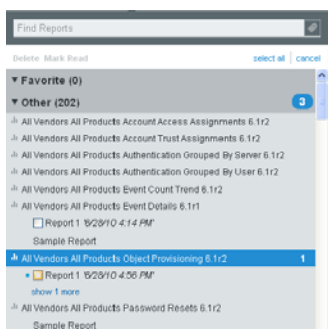 Find Reports
Delete Mark Read select all cancel
Favorite (0)
Other (202) 3
All Vendors All Products Account Access Assignments 6.1r2
All Vendors All Products Account Trust Assignments 6.1r2
All Vendors All Products Authentication Grouped By Server 6.1r2
All Vendors All Products Authentication Grouped By User 6.1r2
All Vendors All Products Event Count Trend 6.1r2
All Vendors All Products Event Details 6.1r1
Report 1 "6/28/10 4:14 PM"
Sample Report
All Vendors All Products Object Provisioning 6.1r2 1
Report 1 "6/28/10 4:56 PM"
show 1 more
All Vendors All Products Password Resets 6.1r2
Sample Report